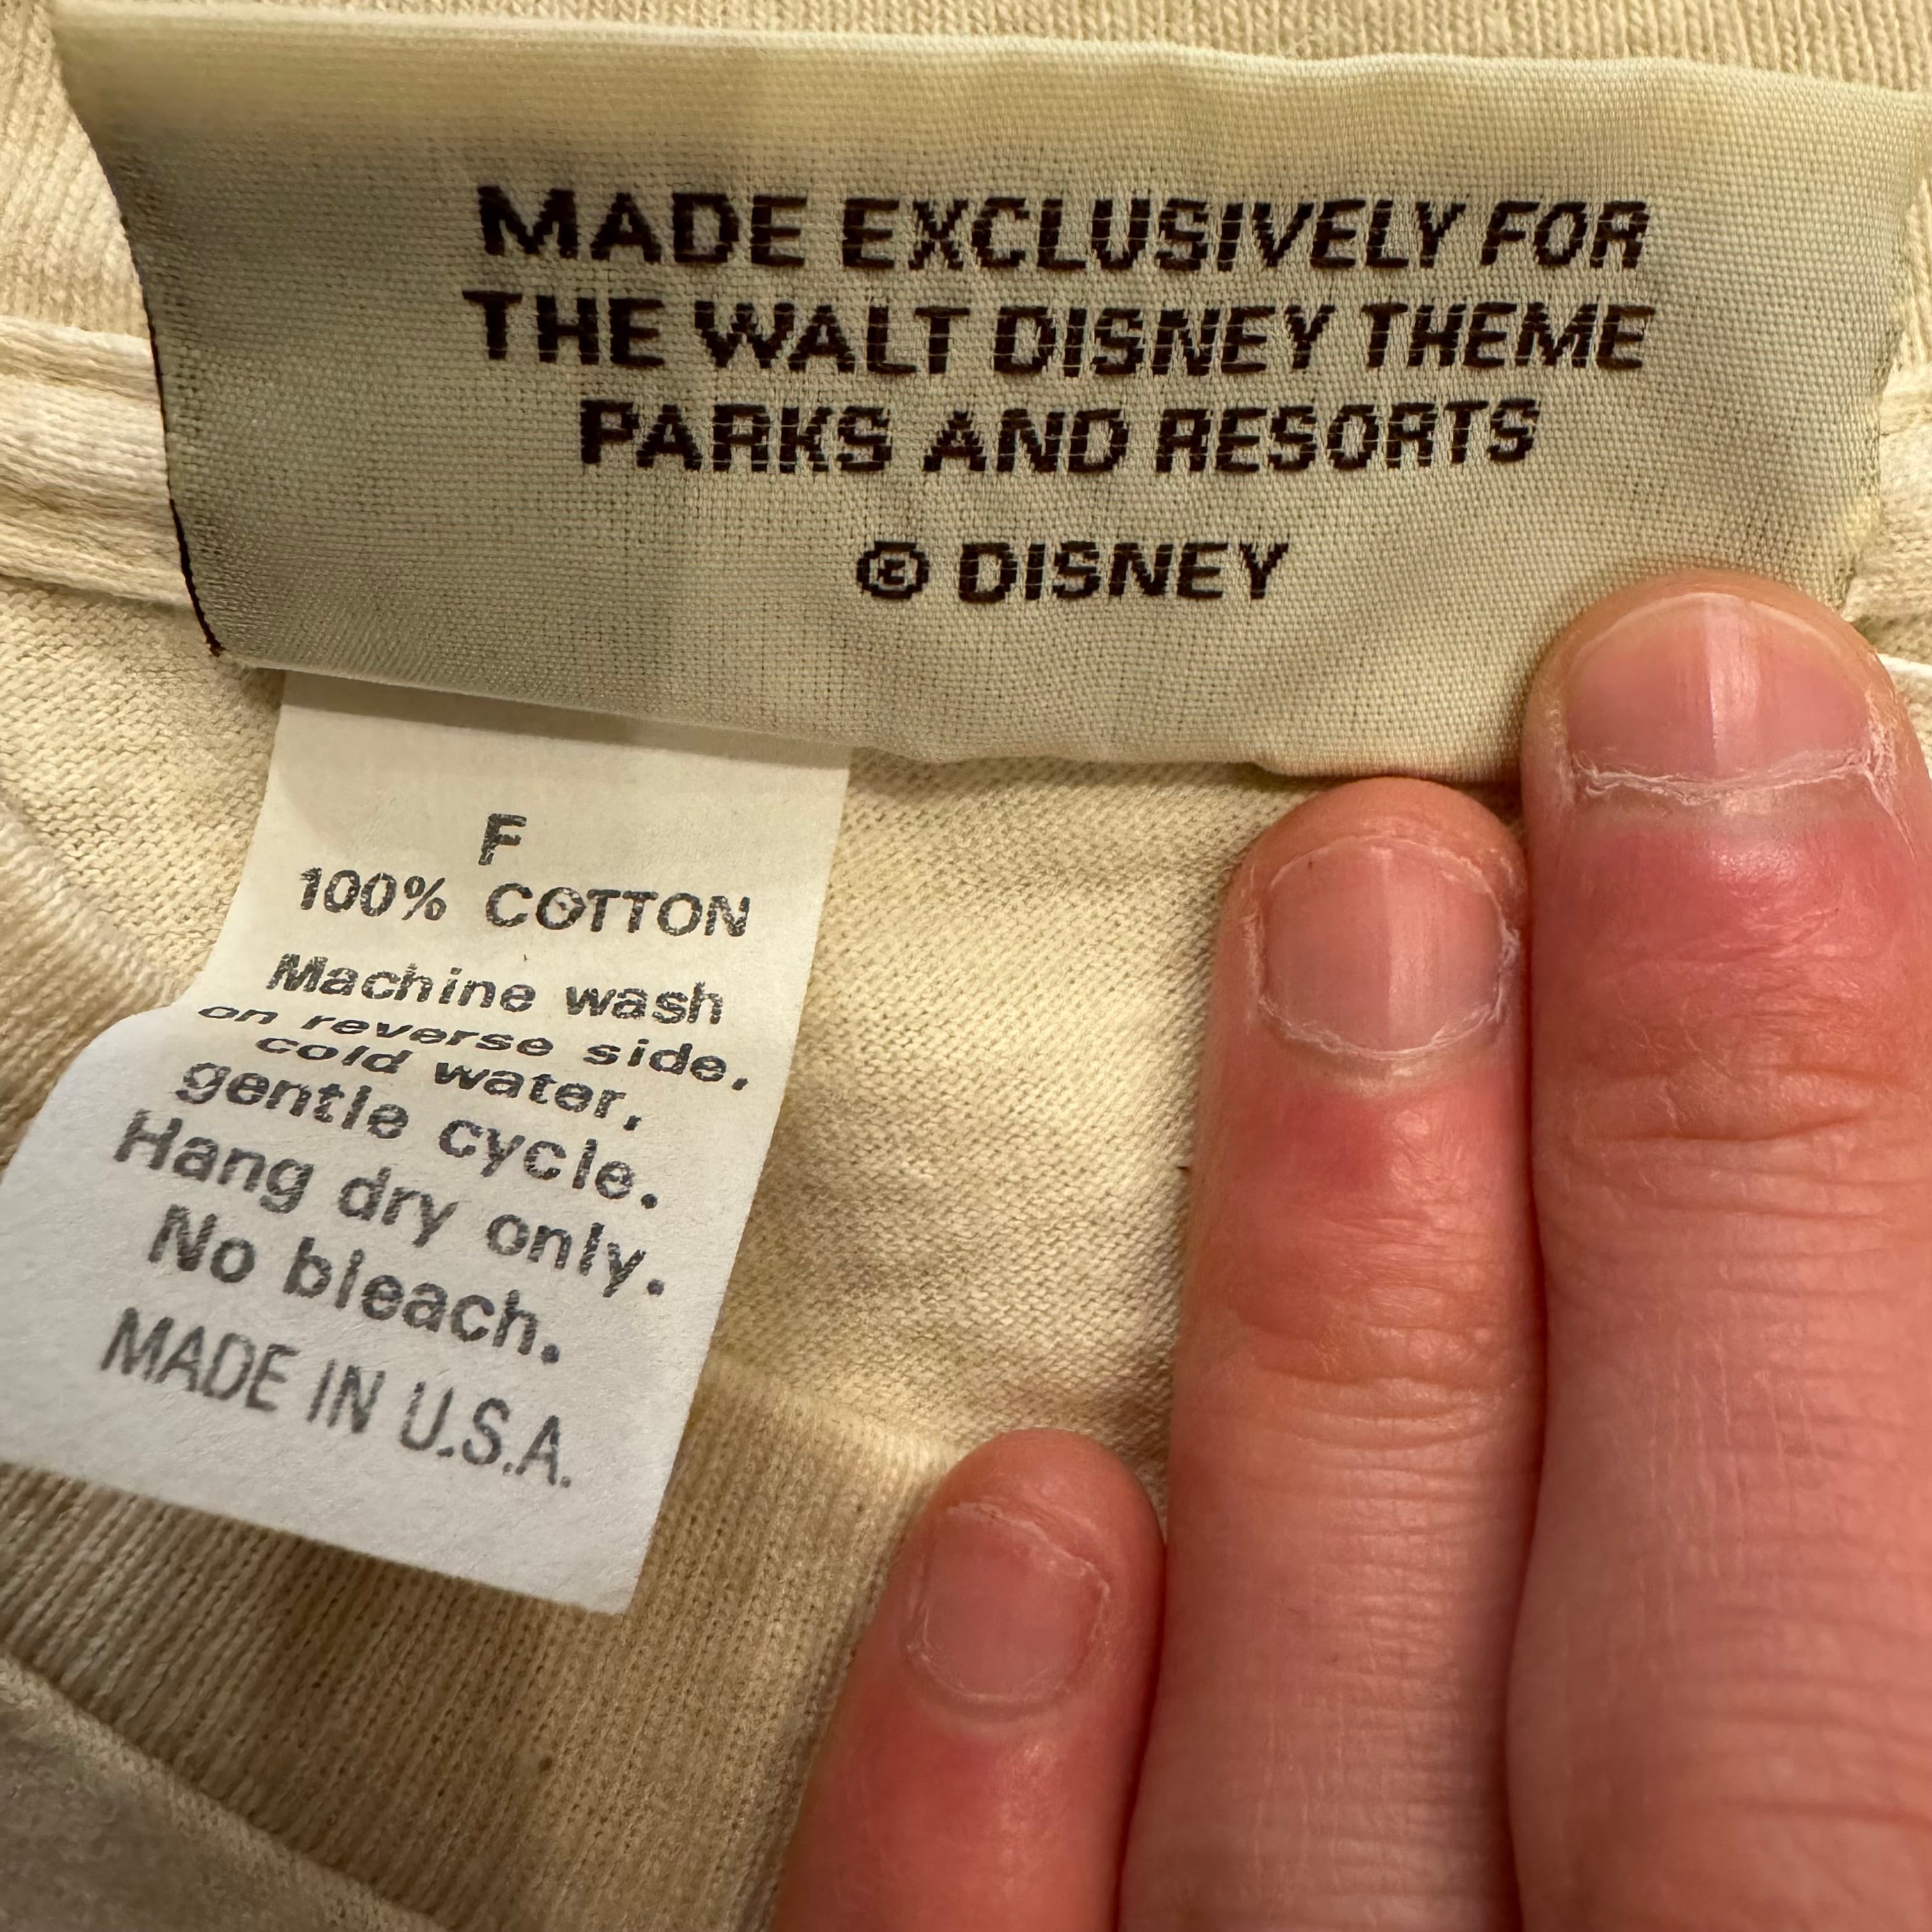 MADE EXCLUSIVELY FOR
THE WALT DISNEY THEME
PARKS AND RESORTS
© DISNEY
F
100% COTTON
Machine wash
on reverse side,
cold water,
gentle cycle.
Hang dry only.
No bleach.
MADE IN U.S.A.